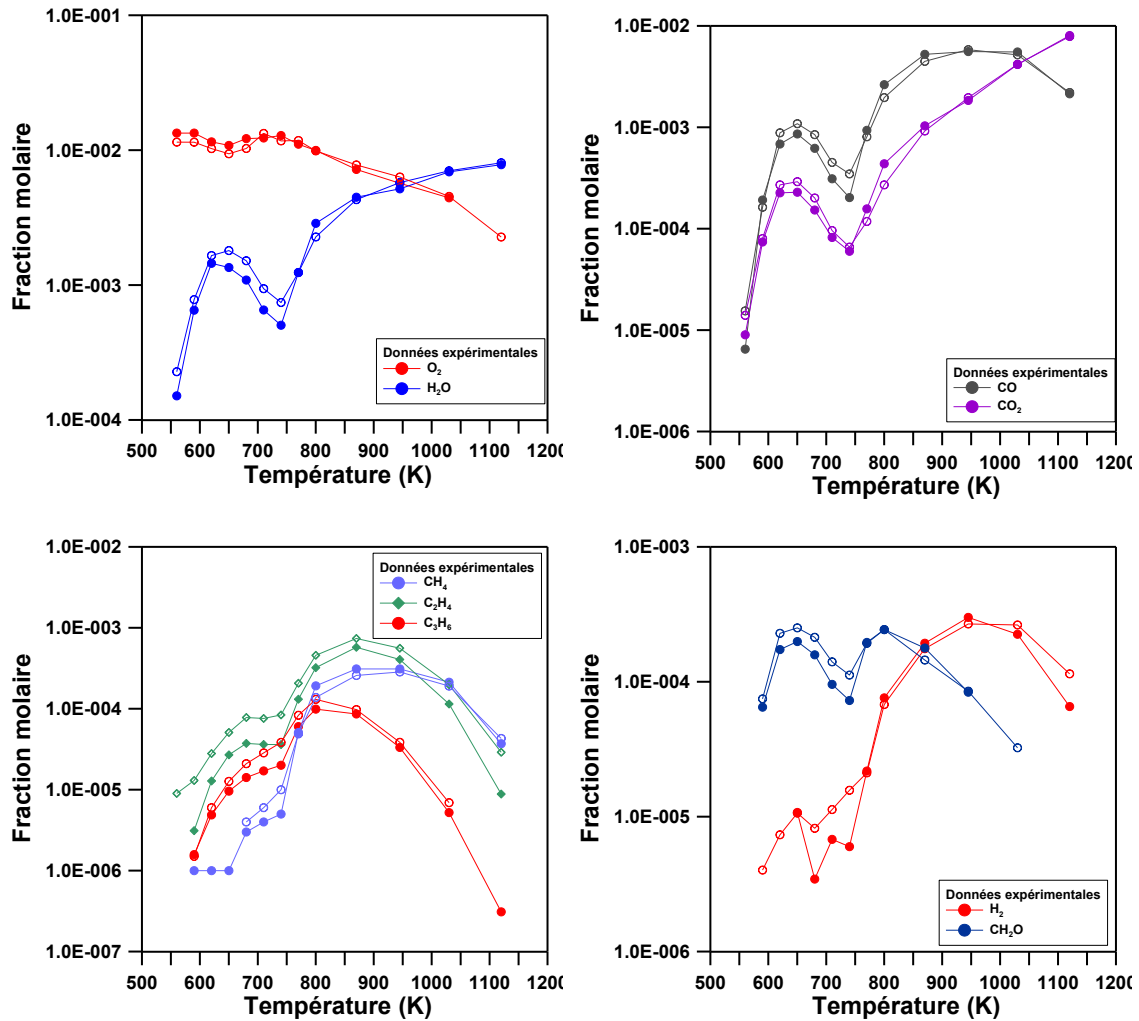 1.0E-001
1.0E-002
1.0E-003
1.0E-004
Fraction molaire
Données expérimentales
O₂
H₂O
500 600 700 800 900 1000 1100 1200
Température (K)
1.0E-002
1.0E-003
1.0E-004
1.0E-005
1.0E-006
Fraction molaire
Données expérimentales
CO
CO₂
500 600 700 800 900 1000 1100 120
Température (K)
1.0E-002
1.0E-003
1.0E-004
1.0E-005
1.0E-006
1.0E-007
Fraction molaire
Données expérimentales
CH₄
C₂H₄
C₃H₆
500 600 700 800 900 1000 1100 1200
Température (K)
1.0E-003
1.0E-004
1.0E-005
1.0E-006
Fraction molaire
Données expérimentales
H₂
CH₂O
500 600 700 800 900 1000 1100 120
Température (K)